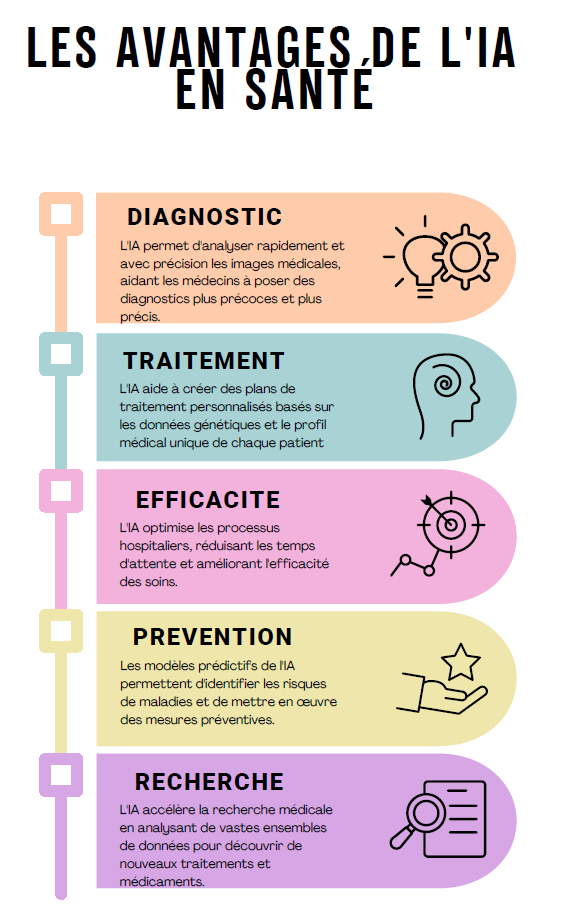 LES AVANTAGES DE L'IA
EN SANTÉ
DIAGNOSTIC
L'IA permet d'analyser rapidement et
avec précision les images médicales,
aidant les médecins à poser des
diagnostics plus précoces et plus
précis.
TRAITEMENT
L'IA aide à créer des plans de
traitement personnalisés basés sur
les données génétiques et le profil
médical unique de chaque patient
EFFICACITE
L'IA optimise les processus
hospitaliers, réduisant les temps
d'attente et améliorant l'efficacité
des soins.
PREVENTION
Les modèles prédictifs de l'IA
permettent d'identifier les risques
de maladies et de mettre en œuvre
des mesures préventives.
RECHERCHE
L'IA accélère la recherche médicale
en analysant de vastes ensembles
de données pour découvrir de
nouveaux traitements et
médicaments.